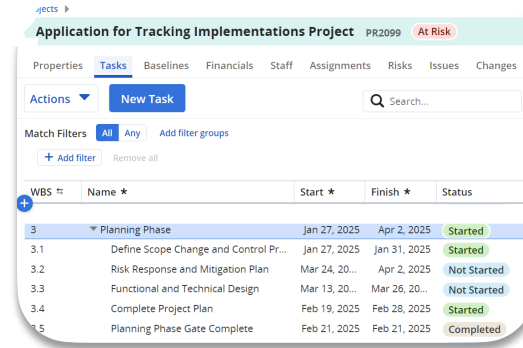 jects
Application for Tracking Implementations Project PR2099 At Risk
Properties Tasks Baselines Financials Staff Assignments Risks Issues Changes
Actions New Task Search...
Match Filters All Any Add filter groups
+ Add filter Remove all
WBS Name * Start * Finish * Status
3 Planning Phase Jan 27, 2025 Apr 2, 2025 Started
3.1 Define Scope Change and Control Pr... Jan 27, 2025 Jan 31, 2025 Started
3.2 Risk Response and Mitigation Plan Mar 24, 20... Apr 2, 2025 Not Started
3.3 Functional and Technical Design Mar 13, 20... Mar 26, 20... Not Started
3.4 Complete Project Plan Feb 19, 2025 Feb 28, 2025 Started
3.5 Planning Phase Gate Complete Feb 21, 2025 Feb 21, 2025 Completed